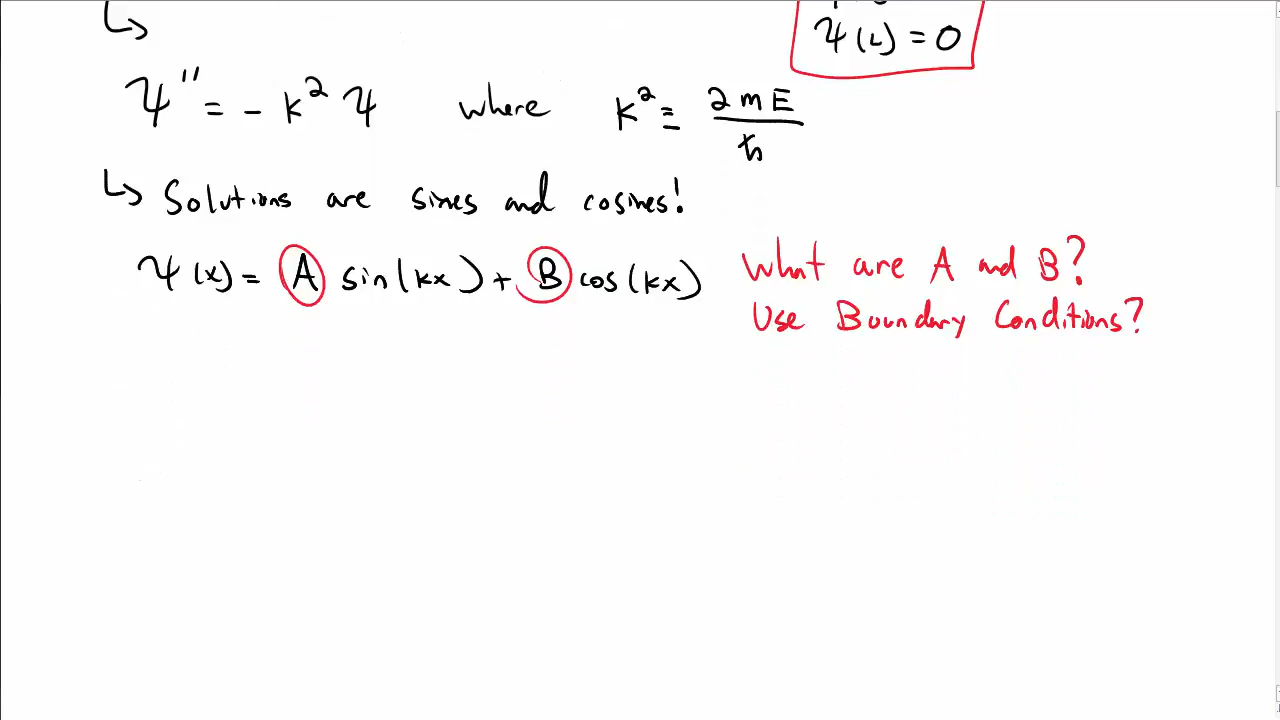 ↳
ψ(L) = 0
ψ'' = - k² ψ where k² ≡ 2mE / ħ
↳ Solutions are sines and cosines!
ψ(x) = A sin(kx) + B cos(kx) What are A and B?
Use Boundary Conditions?